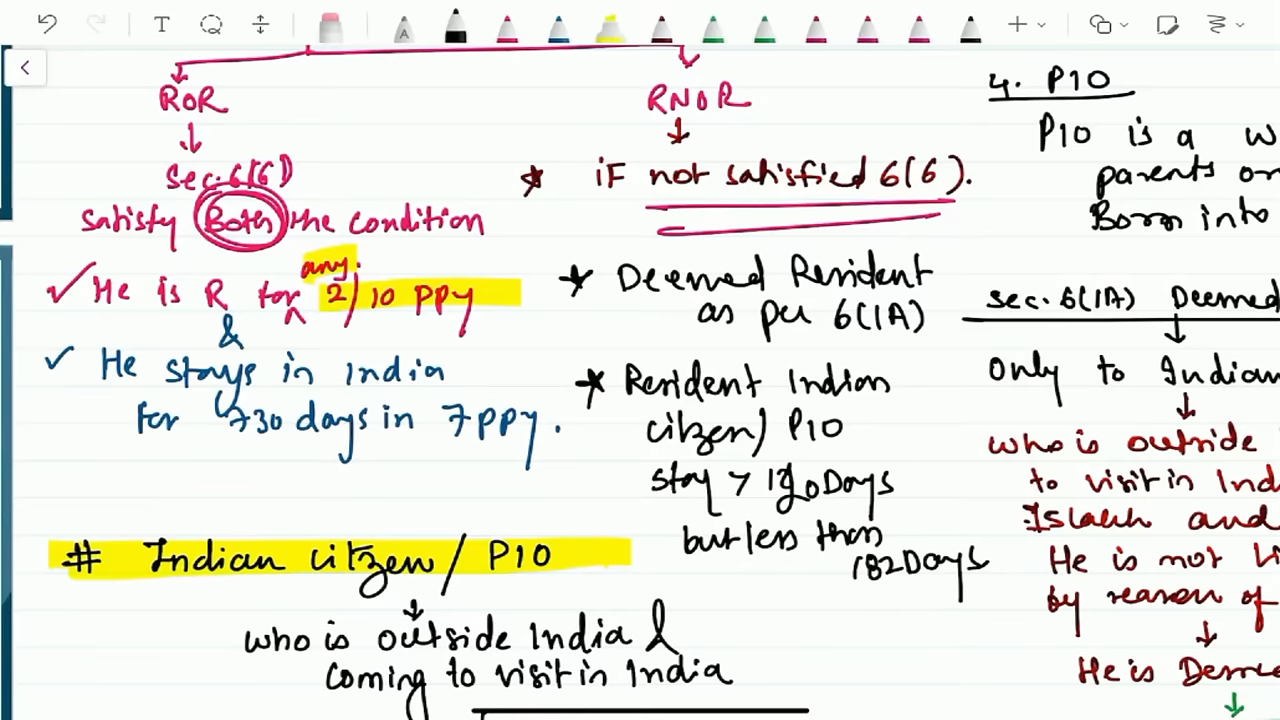 ROR
Sec. 6(6)
satisfy Both the condition
✓ He is R for any 2/10 PPy
&
✓ He stays in India
for 730 days in 7 PPy.
RNOR
* if not satisfied 6(6).
* Deemed Resident
as per 6(1A)
* Resident Indian
citizen/ PIO
stay > 120 Days
but less than
182 Days
# Indian citizen/ PIO
who is outside India &
coming to visit in India
4. PIO
PIO is a w
parents or
Born into
sec. 6(1A) Deemed
only to Indian
who is outside
to visit in Ind
15 lakh and
He is not li
by reason of
He is Deeme